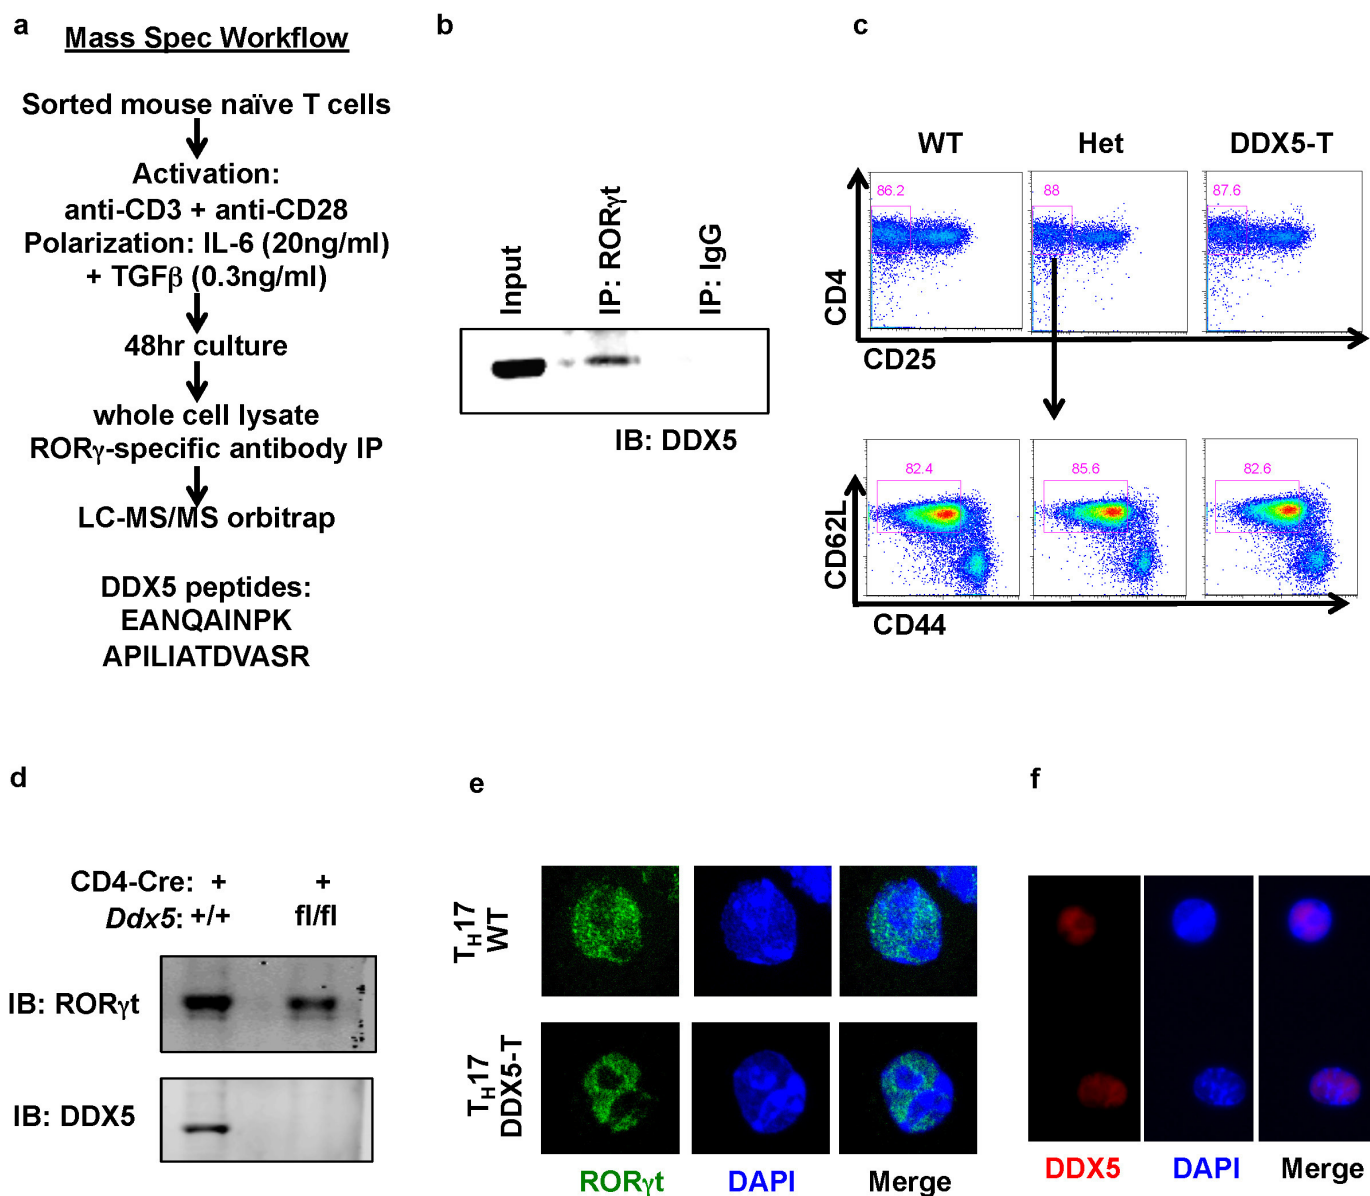 a
Mass Spec Workflow
Sorted mouse naïve T cells
Activation:
anti-CD3 + anti-CD28
Polarization: IL-6 (20ng/ml)
+ TGFβ (0.3ng/ml)
48hr culture
whole cell lysate
RORγ-specific antibody IP
LC-MS/MS orbitrap
DDX5 peptides:
EANQAINPK
APILIATDVASR
b
Input
IP: RORγt
IP: IgG
IB: DDX5
c
WT Het DDX5-T
86.2 88 87.6
CD4
CD25
82.4 85.6 82.6
CD62L
CD44
d
CD4-Cre: + +
Ddx5: +/+ fl/fl
IB: RORγt
IB: DDX5
e
TH17
WT
TH17
DDX5-T
RORγt DAPI Merge
f
DDX5 DAPI Merge